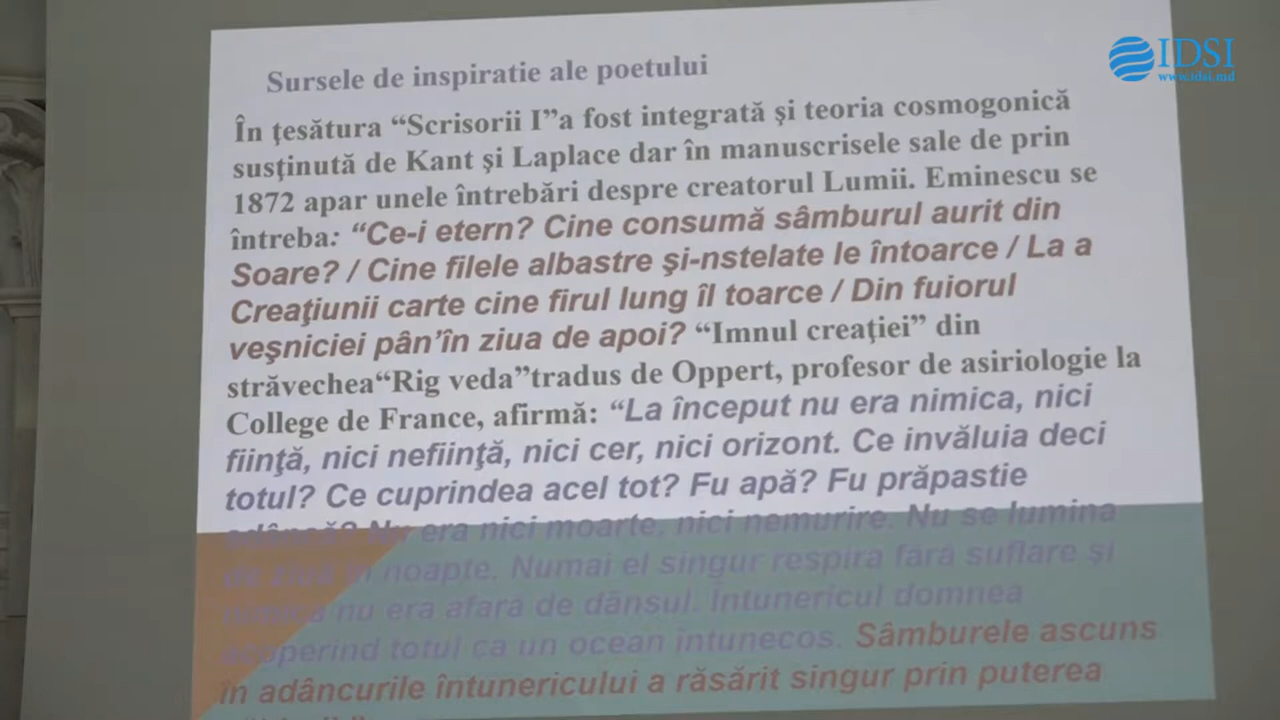 IDSI
www.idsi.md
Sursele de inspiratie ale poetului
În ţesătura “Scrisorii I”a fost integrată şi teoria cosmogonică
susţinută de Kant şi Laplace dar în manuscrisele sale de prin
1872 apar unele întrebări despre creatorul Lumii. Eminescu se
întreba: “Ce-i etern? Cine consumă sâmburul aurit din
Soare? / Cine filele albastre şi-nstelate le întoarce / La a
Creaţiunii carte cine firul lung îl toarce / Din fuiorul
veşniciei pân’în ziua de apoi? “Imnul creaţiei” din
străvechea“Rig veda”tradus de Oppert, profesor de asiriologie la
College de France, afirmă: “La început nu era nimica, nici
fiinţă, nici nefiinţă, nici cer, nici orizont. Ce învăluia deci
totul? Ce cuprindea acel tot? Fu apă? Fu prăpastie
adâncă? Nu era nici moarte, nici nemurire. Nu se lumina
de ziuă în noapte. Numai el singur respira fără suflare şi
nimica nu era afară de dânsul. Întunericul domnea
acoperind totul ca un ocean întunecos. Sâmburele ascuns
în adâncurile întunericului a răsărit singur prin puterea